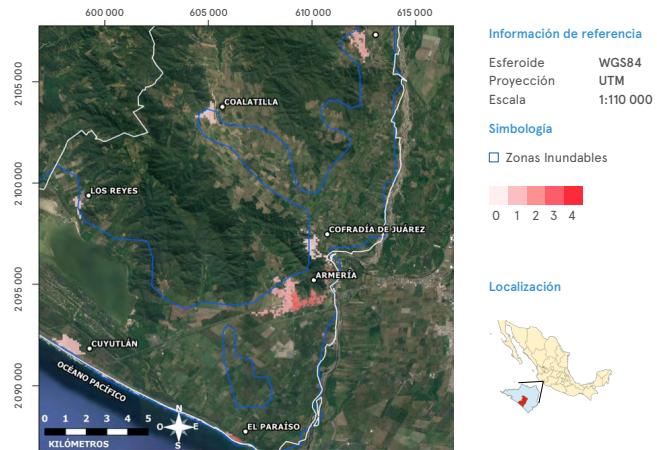 600 000 605 000 610 000 615 000
2 105 000
2 100 000
2 095 000
2 090 000
COALATILLA
LOS REYES
COFRADÍA DE JUÁREZ
ARMERÍA
CUYUTLÁN
OCÉANO PACÍFICO
EL PARAÍSO
0 1 2 3 4 5
KILÓMETROS
N
O E
S
Información de referencia
Esferoide WGS84
Proyección UTM
Escala 1:110 000
Simbología
Zonas Inundables
0 1 2 3 4
Localización